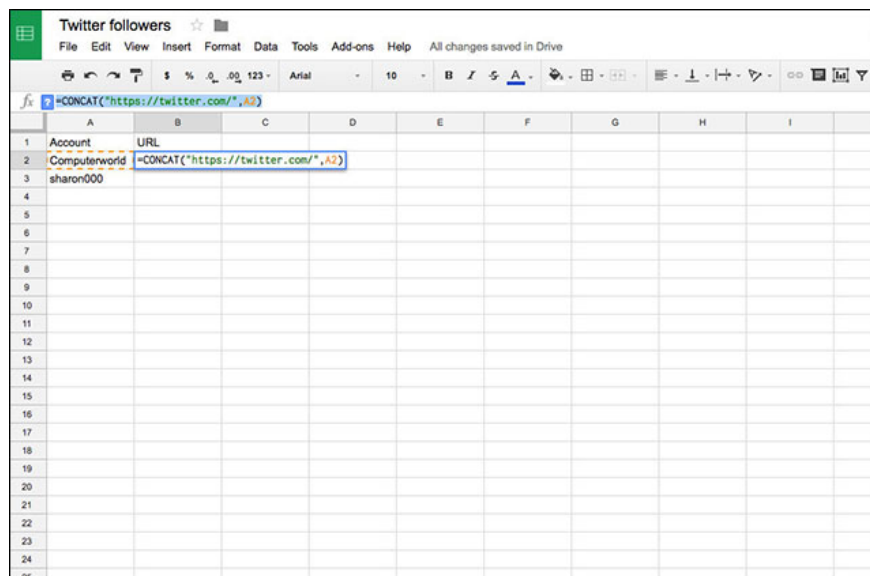 Twitter followers
File Edit View Insert Format Data Tools Add-ons Help All changes saved in Drive
$ % .0 .00 123 Arial 10 B I S A
fx ? =CONCAT("https://twitter.com/",A2)
A B C D E F G H I
1 Account URL
2 Computerworld =CONCAT("https://twitter.com/",A2)
3 sharon000
4
5
6
7
8
9
10
11
12
13
14
15
16
17
18
19
20
21
22
23
24